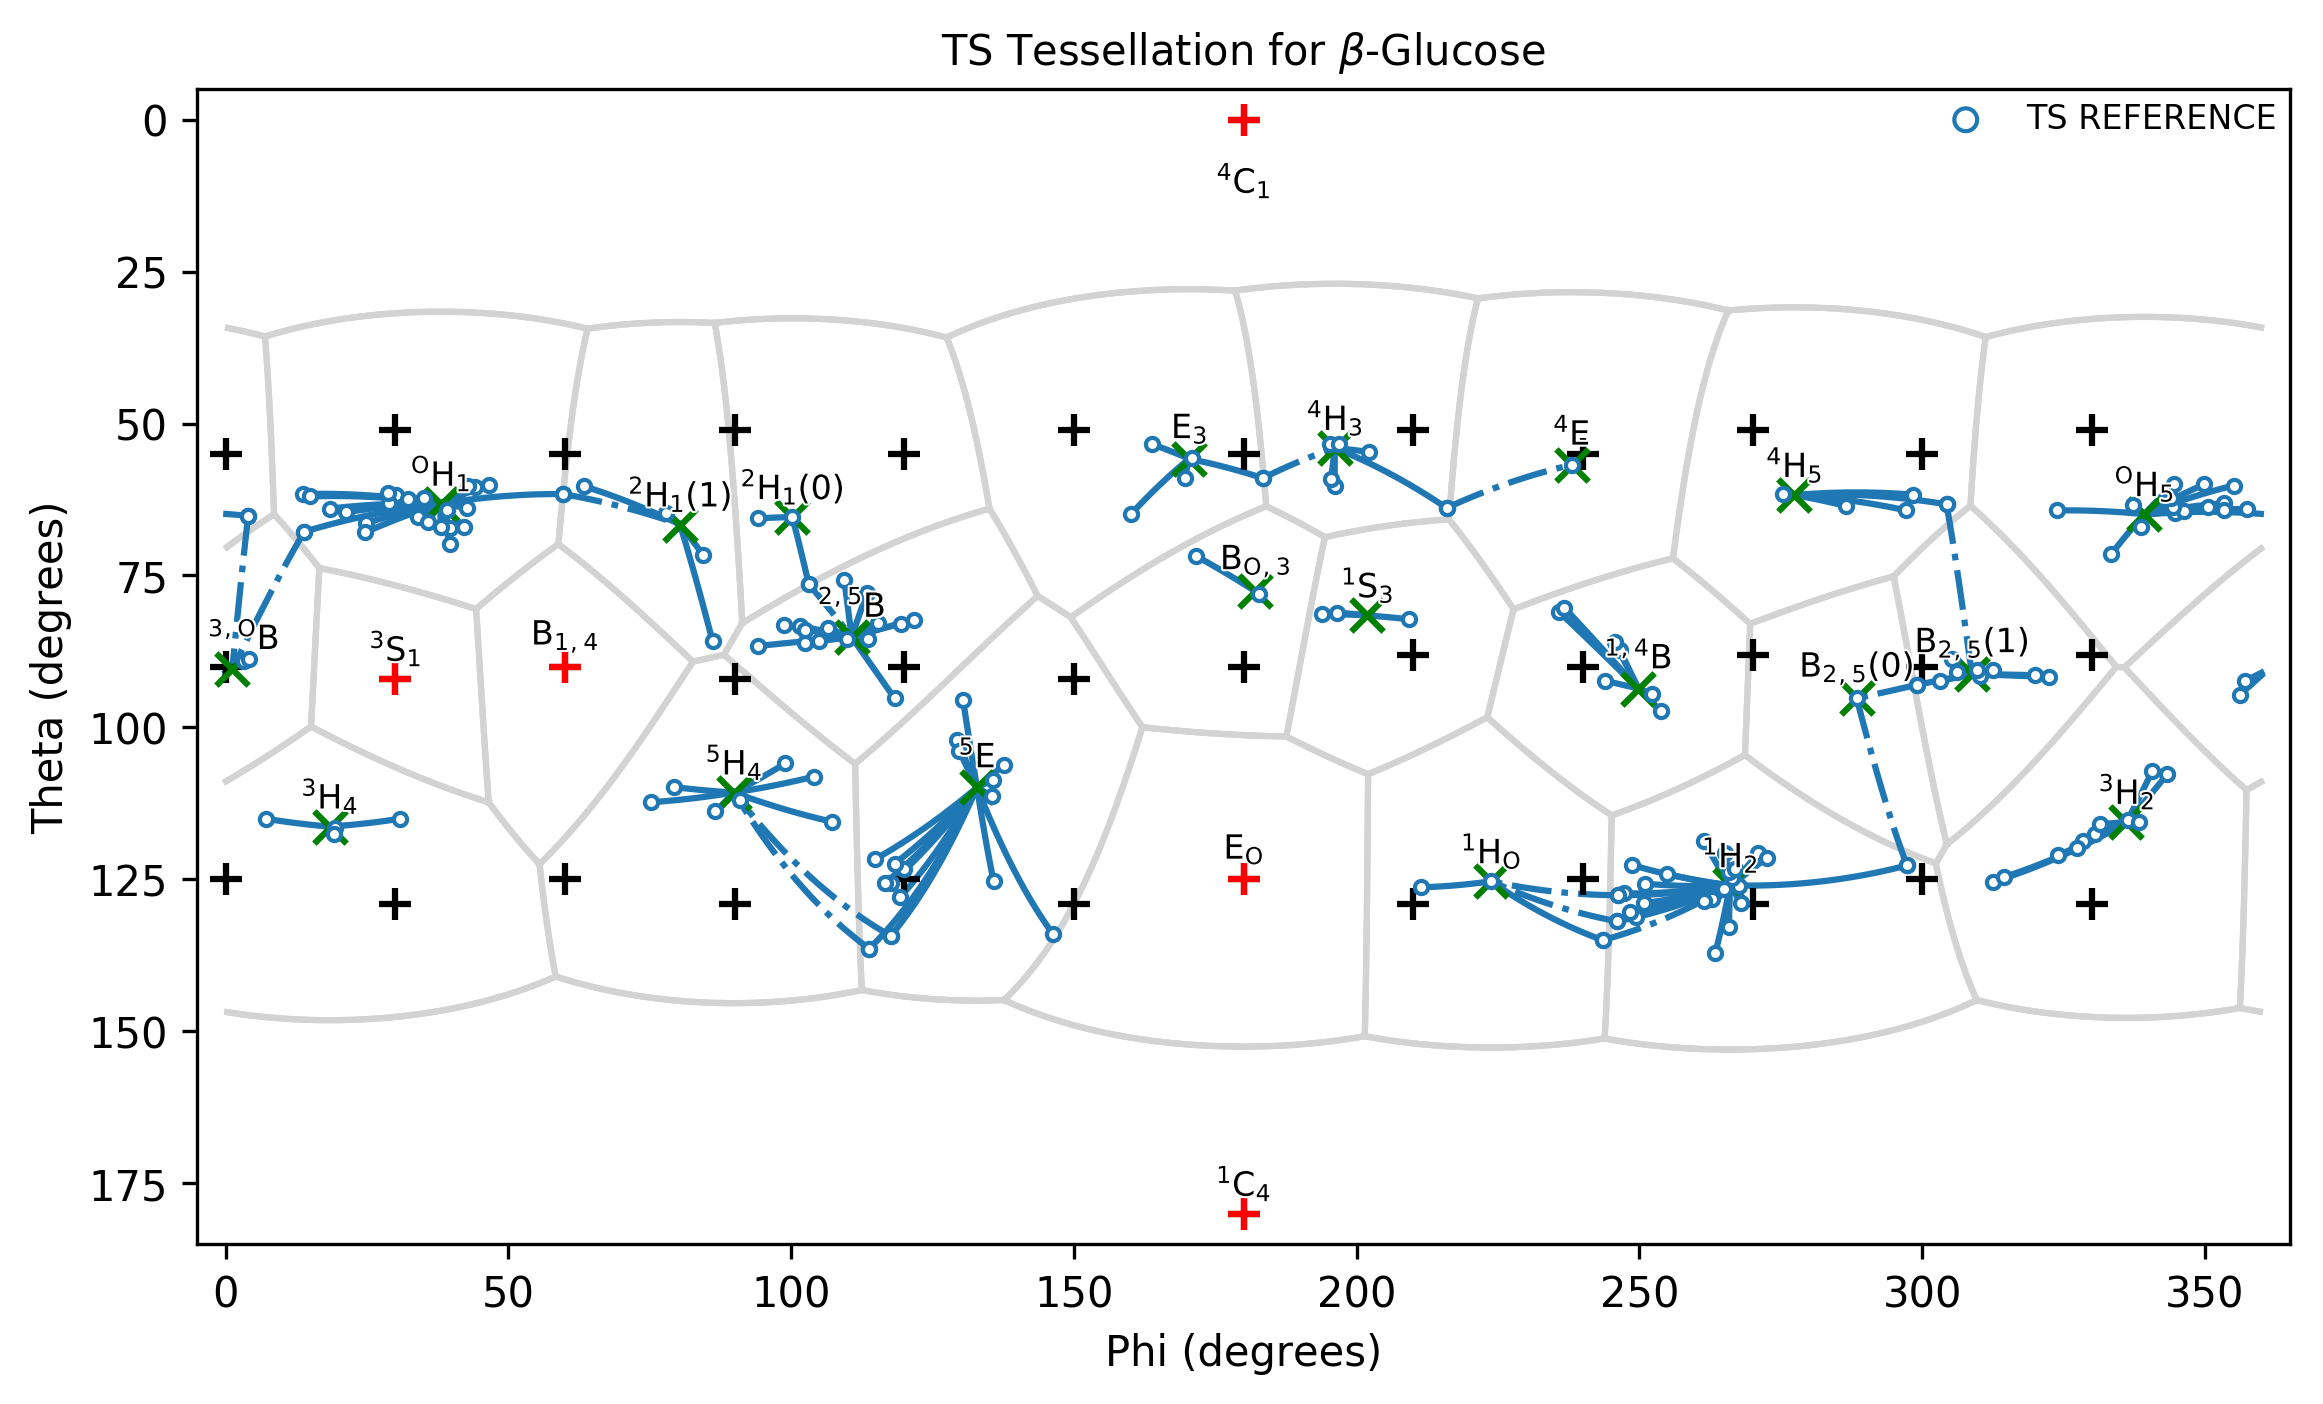 TS Tessellation for β-Glucose
TS REFERENCE
⁴C₁
E₃
⁴H₃
⁴E
⁴H₅
ᴼH₁
²H₁(1)
²H₁(0)
ᴼH₅
B_O,3
¹S₃
²,⁵B
³,ᴼB
³S₁
B₁,₄
¹,⁴B
B₂,₅(0)
B₂,₅(1)
⁵H₄
⁵E
³H₄
³H₂
E_O
¹H_O
¹H₂
¹C₄
0
25
50
75
100
125
150
175
Theta (degrees)
0 50 100 150 200 250 300 350
Phi (degrees)